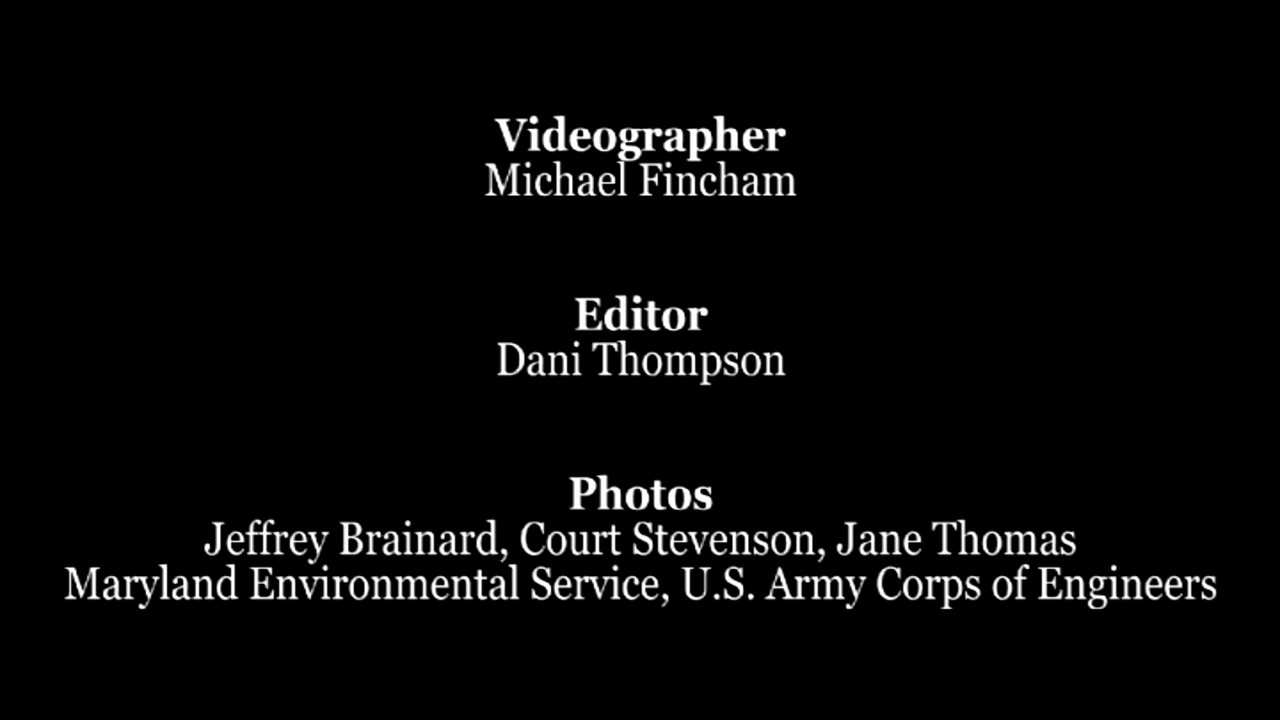 Videographer
Michael Fincham
Editor
Dani Thompson
Photos
Jeffrey Brainard, Court Stevenson, Jane Thomas
Maryland Environmental Service, U.S. Army Corps of Engineers